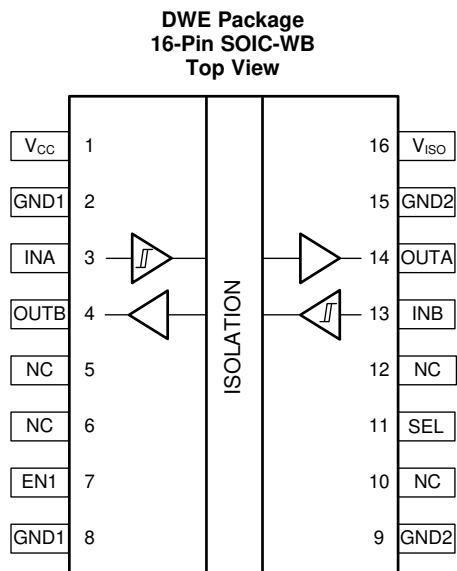 DWE Package
16-Pin SOIC-WB
Top View
VCC 1 16 VISO
GND1 2 15 GND2
INA 3 14 OUTA
OUTB 4 13 INB
ISOLATION
NC 5 12 NC
NC 6 11 SEL
EN1 7 10 NC
GND1 8 9 GND2